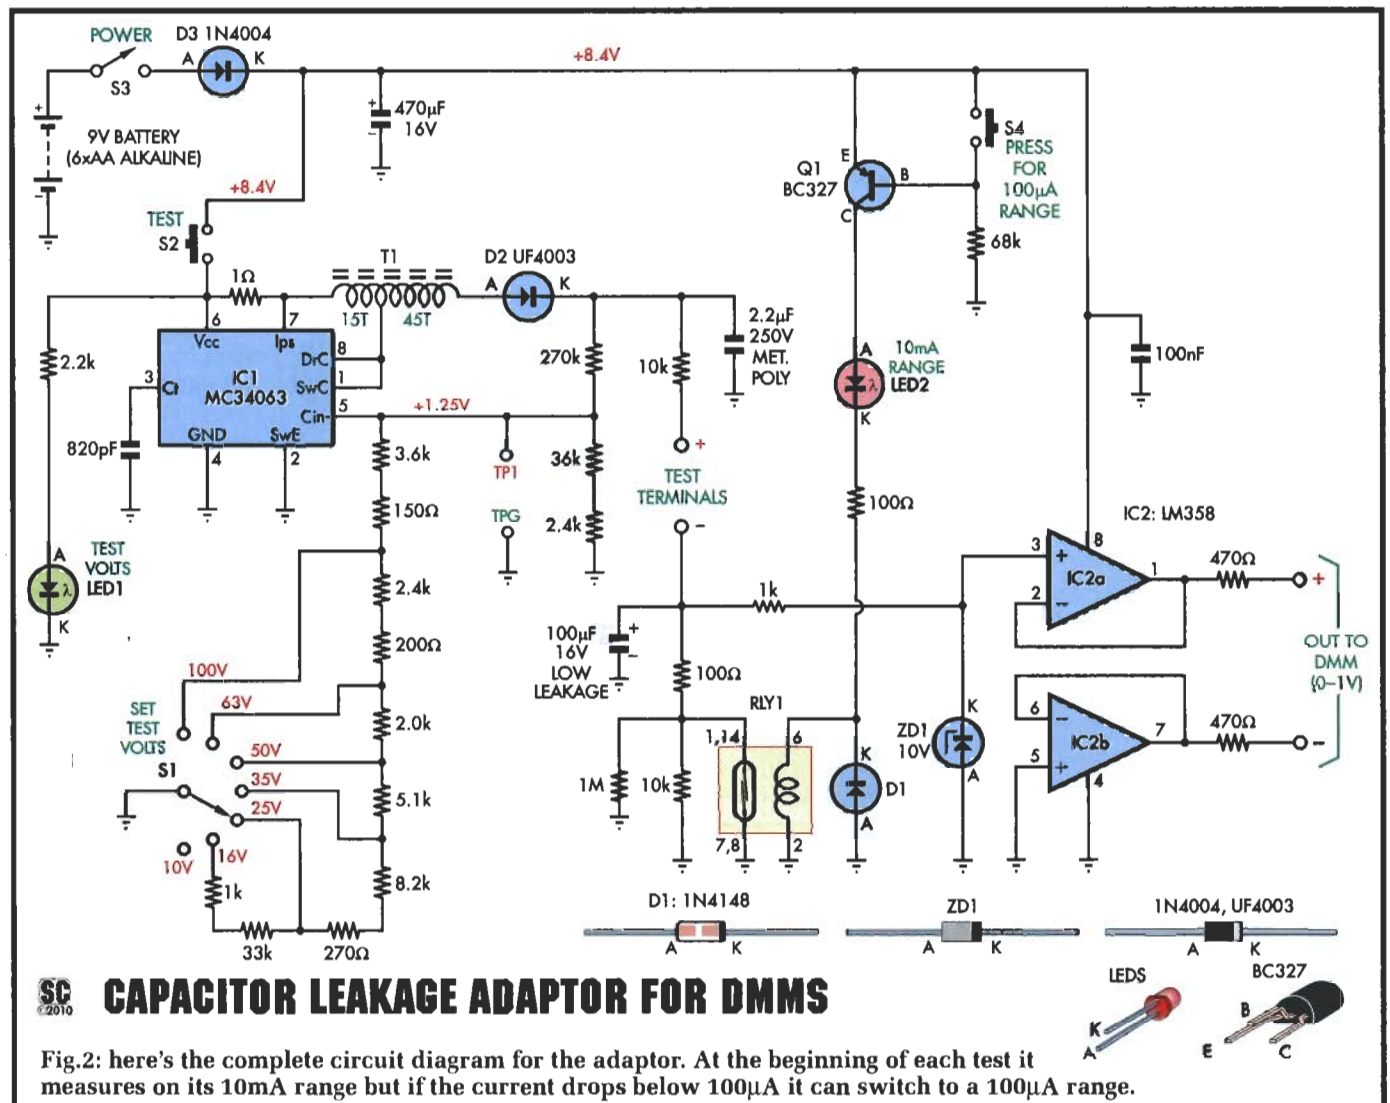 POWER
D3 1N4004
A
K
S3
+8.4V
+
9V BATTERY
(6xAA ALKALINE)
−
+
470µF
16V
−
+8.4V
TEST
S2
1Ω
T1
15T
45T
D2 UF4003
A
K
2.2µF
250V
MET.
POLY
2.2k
6
Vcc
7
Ips
8
DrC
1
SwC
5
Cin-
3
Ct
IC1
MC34063
GND
4
SwE
2
820pF
+1.25V
270k
10k
36k
2.4k
TP1
TPG
+
TEST
TERMINALS
−
3.6k
150Ω
2.4k
200Ω
2.0k
5.1k
8.2k
270Ω
33k
1k
A
TEST
VOLTS
LED1
λ
K
SET
TEST
VOLTS
S1
100V
63V
50V
35V
25V
16V
10V
Q1
BC327
E
B
C
S4
PRESS
FOR
100µA
RANGE
68k
A
10mA
RANGE
LED2
λ
K
100Ω
100nF
1k
+
100µF
16V
LOW
LEAKAGE
−
100Ω
1M
10k
RLY1
1,14
6
7,8
2
K
D1
A
K
ZD1
10V
A
IC2: LM358
3
+
2
−
8
IC2a
1
470Ω
+
OUT TO
DMM
(0–1V)
6
−
5
+
IC2b
7
4
470Ω
−
D1: 1N4148
A
K
ZD1
A
K
1N4004, UF4003
A
K
LEDS
K
A
BC327
B
E
C
SC
©2010
CAPACITOR LEAKAGE ADAPTOR FOR DMMS
Fig.2: here's the complete circuit diagram for the adaptor. At the beginning of each test it
measures on its 10mA range but if the current drops below 100µA it can switch to a 100µA range.